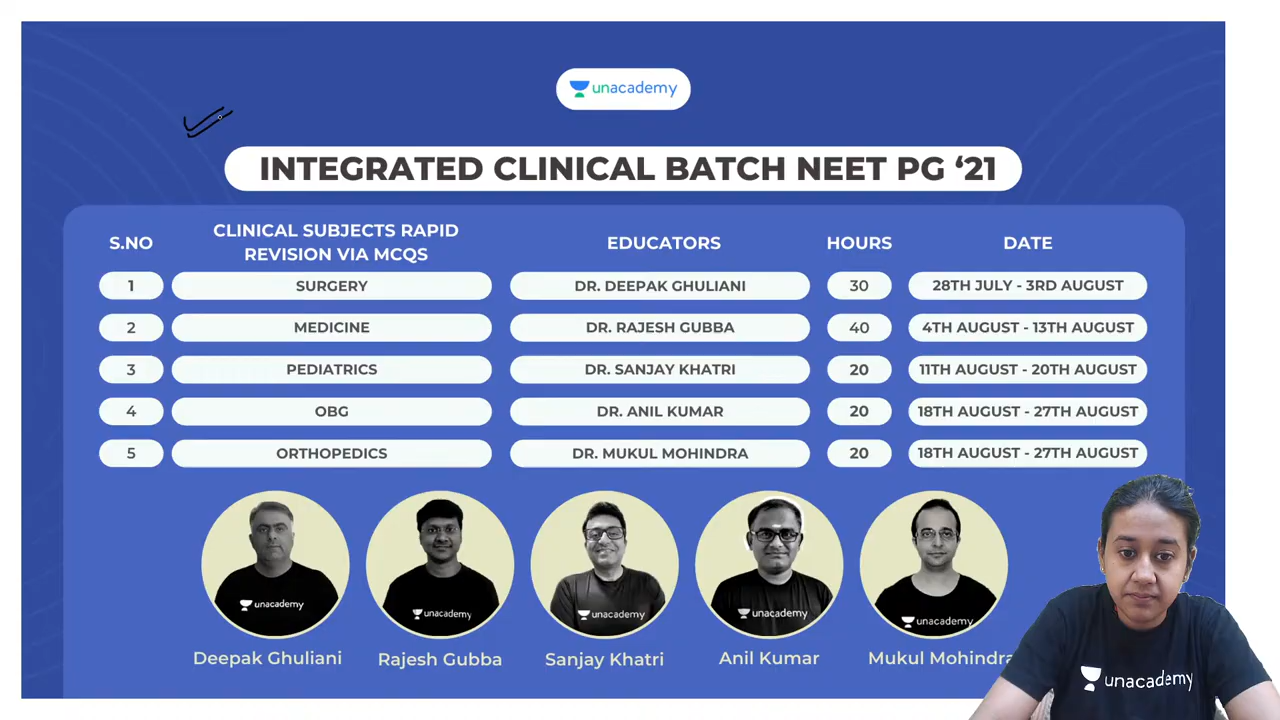 unacademy
INTEGRATED CLINICAL BATCH NEET PG ‘21
S.NO CLINICAL SUBJECTS RAPID REVISION VIA MCQS EDUCATORS HOURS DATE
1 SURGERY DR. DEEPAK GHULIANI 30 28TH JULY - 3RD AUGUST
2 MEDICINE DR. RAJESH GUBBA 40 4TH AUGUST - 13TH AUGUST
3 PEDIATRICS DR. SANJAY KHATRI 20 11TH AUGUST - 20TH AUGUST
4 OBG DR. ANIL KUMAR 20 18TH AUGUST - 27TH AUGUST
5 ORTHOPEDICS DR. MUKUL MOHINDRA 20 18TH AUGUST - 27TH AUGUST
unacademy unacademy unacademy unacademy unacademy
Deepak Ghuliani Rajesh Gubba Sanjay Khatri Anil Kumar Mukul Mohindra
unacademy